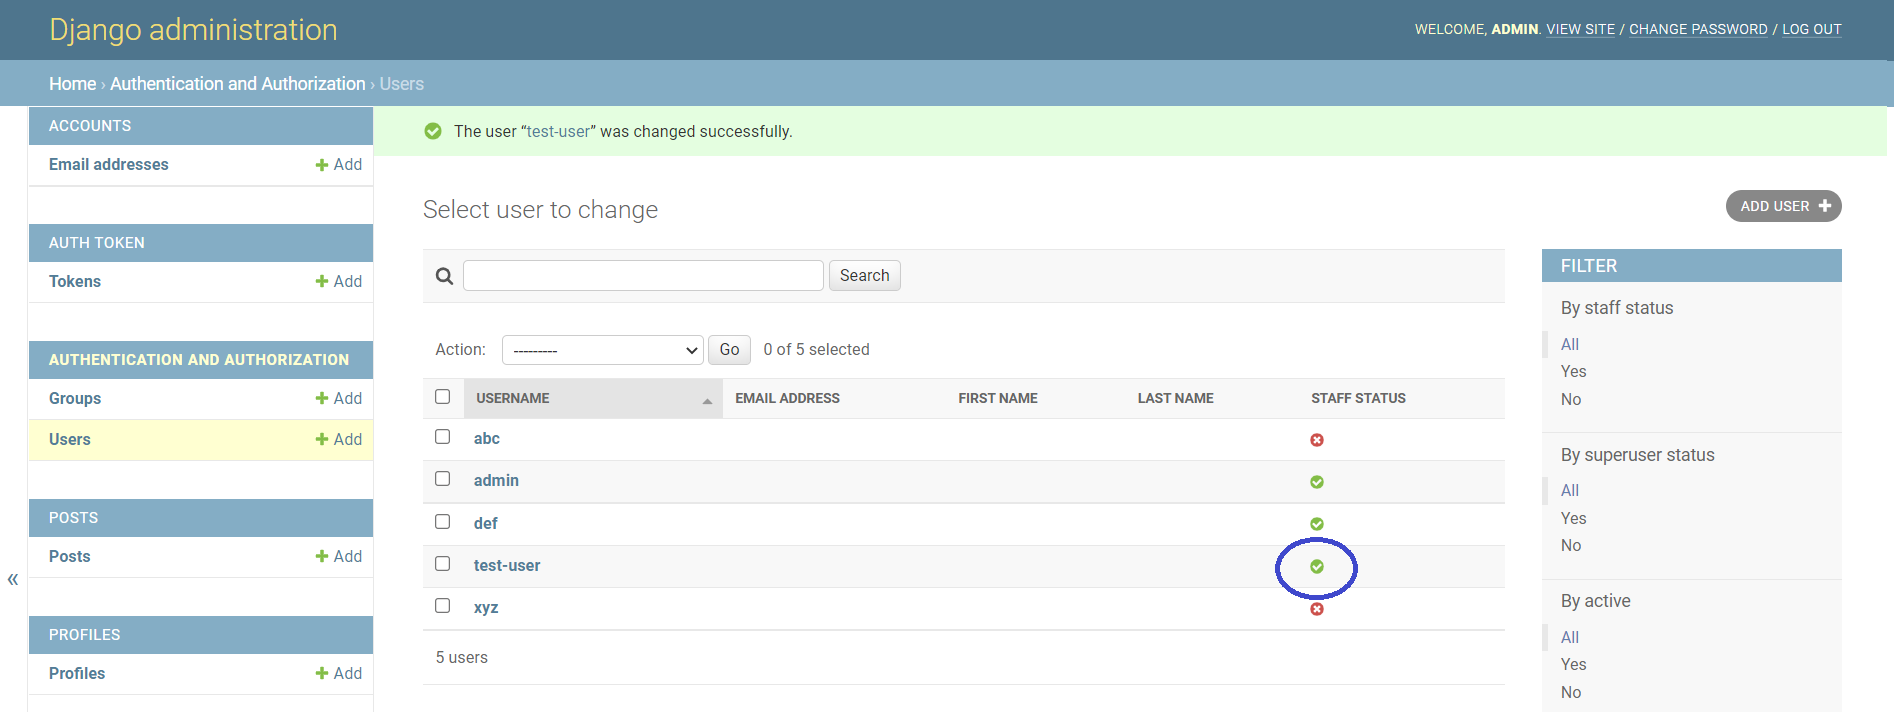 Django administration
WELCOME, ADMIN. VIEW SITE / CHANGE PASSWORD / LOG OUT
Home › Authentication and Authorization › Users
ACCOUNTS
Email addresses Add
AUTH TOKEN
Tokens Add
AUTHENTICATION AND AUTHORIZATION
Groups Add
Users Add
POSTS
Posts Add
PROFILES
Profiles Add
«
The user “test-user” was changed successfully.
Select user to change
ADD USER
Search
Action: --------- Go 0 of 5 selected
USERNAME EMAIL ADDRESS FIRST NAME LAST NAME STAFF STATUS
abc
admin
def
test-user
xyz
5 users
FILTER
By staff status
All
Yes
No
By superuser status
All
Yes
No
By active
All
Yes
No